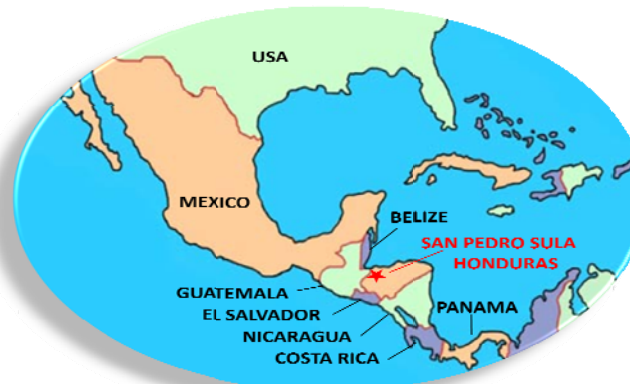 USA
MEXICO
BELIZE
SAN PEDRO SULA
HONDURAS
GUATEMALA
EL SALVADOR
NICARAGUA
COSTA RICA
PANAMA